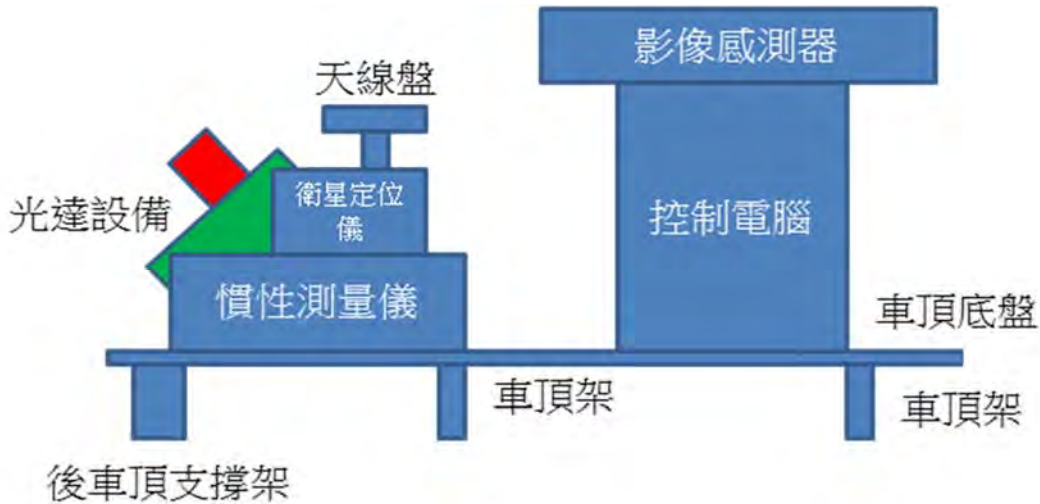 影像感測器
天線盤
衛星定位
儀
光達設備
控制電腦
慣性測量儀
車頂底盤
車頂架
車頂架
後車頂支撐架